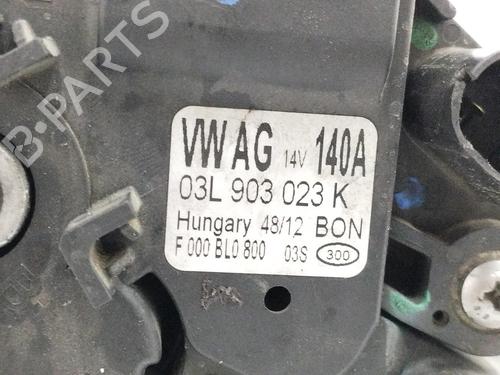 B-PARTS
VW AG 14V 140A
03L 903 023 K
Hungary 48/12 BON
F 000 BL0 800 03S 300